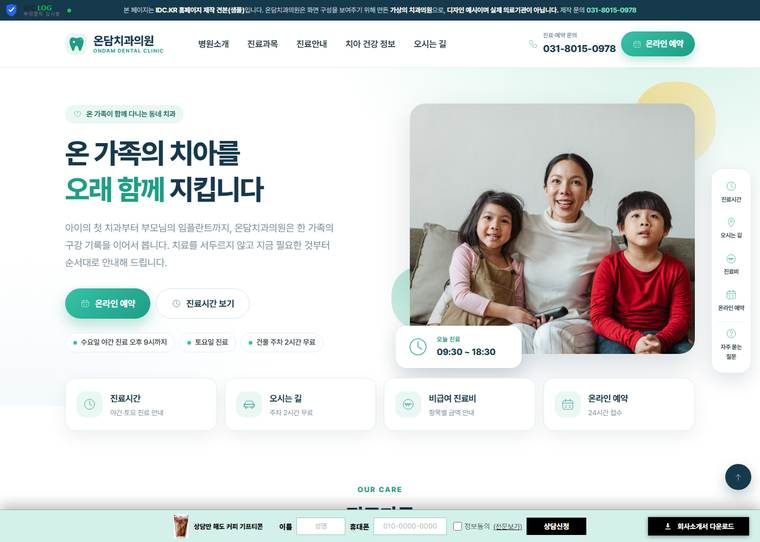 LOG
본 페이지는 IDC.KR 홈페이지 제작 견본(샘플)입니다. 온담치과의원은 화면 구성을 보여주기 위해 만든 가상의 치과의원으로, 디자인 예시이며 실제 의료기관이 아닙니다. 제작 문의 031-8015-0978
온담치과의원
ONDAM DENTAL CLINIC
병원소개
진료과목
진료안내
치아 건강 정보
오시는 길
진료·예약 문의
031-8015-0978
온라인 예약
온 가족이 함께 다니는 동네 치과
온 가족의 치아를
오래 함께 지킵니다
아이의 첫 치과부터 부모님의 임플란트까지, 온담치과의원은 한 가족의
구강 기록을 이어서 봅니다. 치료를 서두르지 않고 지금 필요한 것부터
순서대로 안내해 드립니다.
온라인 예약
진료시간 보기
수요일 야간 진료 오후 9시까지
토요일 진료
건물 주차 2시간 무료
오늘 진료
09:30 ~ 18:30
진료시간
오시는 길
진료비
온라인 예약
자주 묻는
질문
진료시간
야간·토요 진료 안내
오시는 길
주차 2시간 무료
비급여 진료비
항목별 금액 안내
온라인 예약
24시간 접수
OUR CARE
상담만 해도 커피 기프티콘
이름
성명
휴대폰
010-0000-0000
정보동의
(전문보기)
상담신청
회사소개서 다운로드